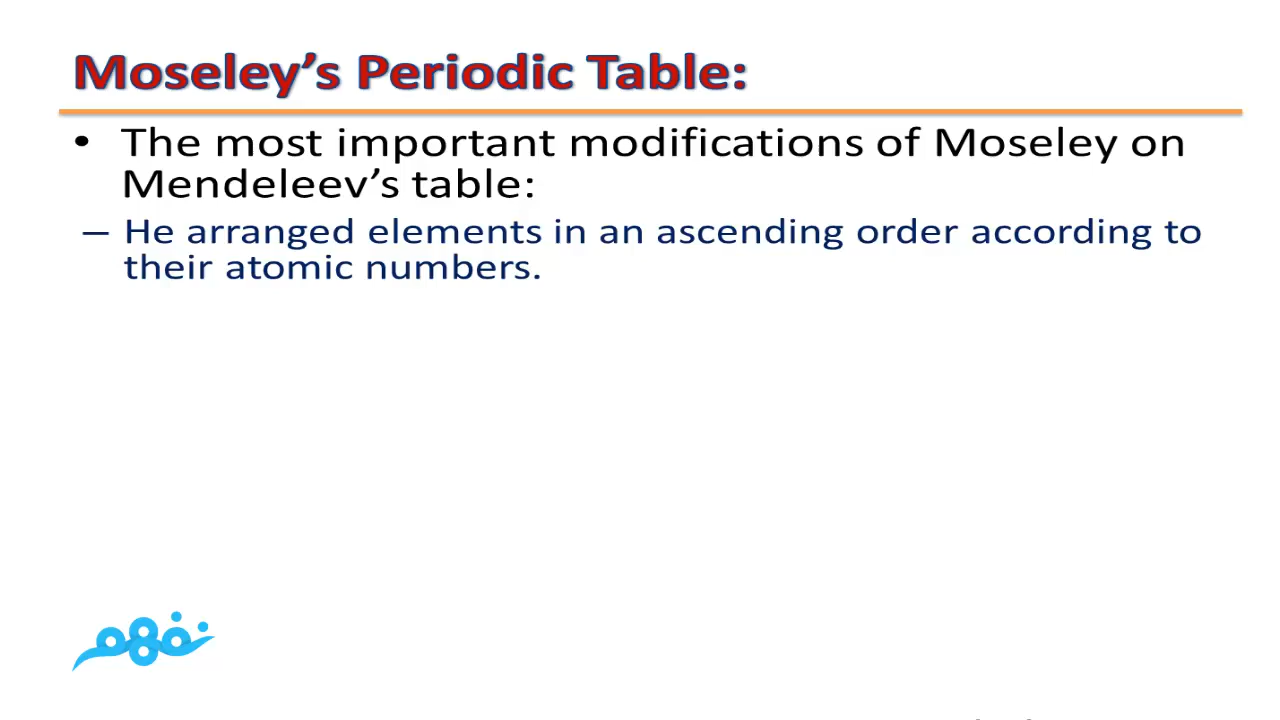 Moseley’s Periodic Table:
• The most important modifications of Moseley on
Mendeleev’s table:
– He arranged elements in an ascending order according to
their atomic numbers.
نفهم